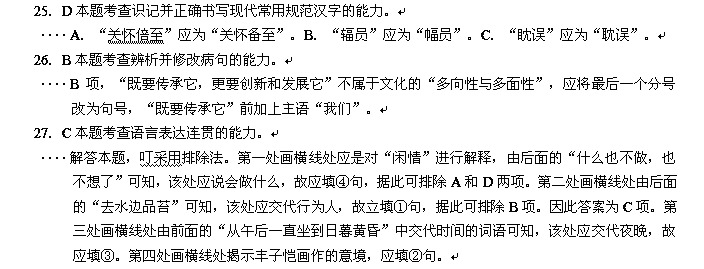 25. D本题考查识记并正确书写现代常用规范汉字的能力。
A. “关怀倍至”应为“关怀备至”。B. “辐员”应为“幅员”。C. “眈误”应为“耽误”。
26. B本题考查辨析并修改病句的能力。
B 项，“既要传承它，更要创新和发展它”不属于文化的“多向性与多面性”，应将最后一个分号
改为句号，“既要传承它”前加上主语“我们”。
27. C本题考查语言表达连贯的能力。
解答本题，叮采用排除法。第一处画横线处应是对“闲情”进行解释，由后面的“什么也不做，也
不想了”可知，该处应说会做什么，故应填④句，据此可排除 A 和 D 两项。第二处画横线处由后面
的“去水边品茗”可知，该处应交代行为人，故立填①句，据此可排除 B 项。因此答案为 C 项。第
三处画横线处由前面的“从午后一直坐到日暮黄昏”中交代时间的词语可知，该处应交代夜晚，故
应填③。第四处画横线处揭示丰子恺画作的意境，应填②句。